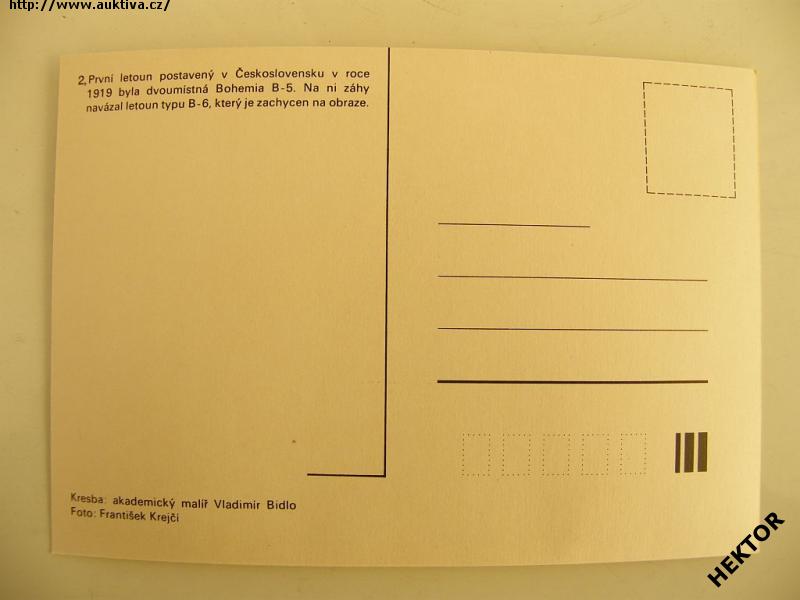 http://www.auktiva.cz/
2, První letoun postavený v Československu v roce
1919 byla dvoumístná Bohemia B-5. Na ni záhy
navázal letoun typu B-6, který je zachycen na obraze.
Kresba: akademický malíř Vladimír Bidlo
Foto: František Krejčí
HEKTOR